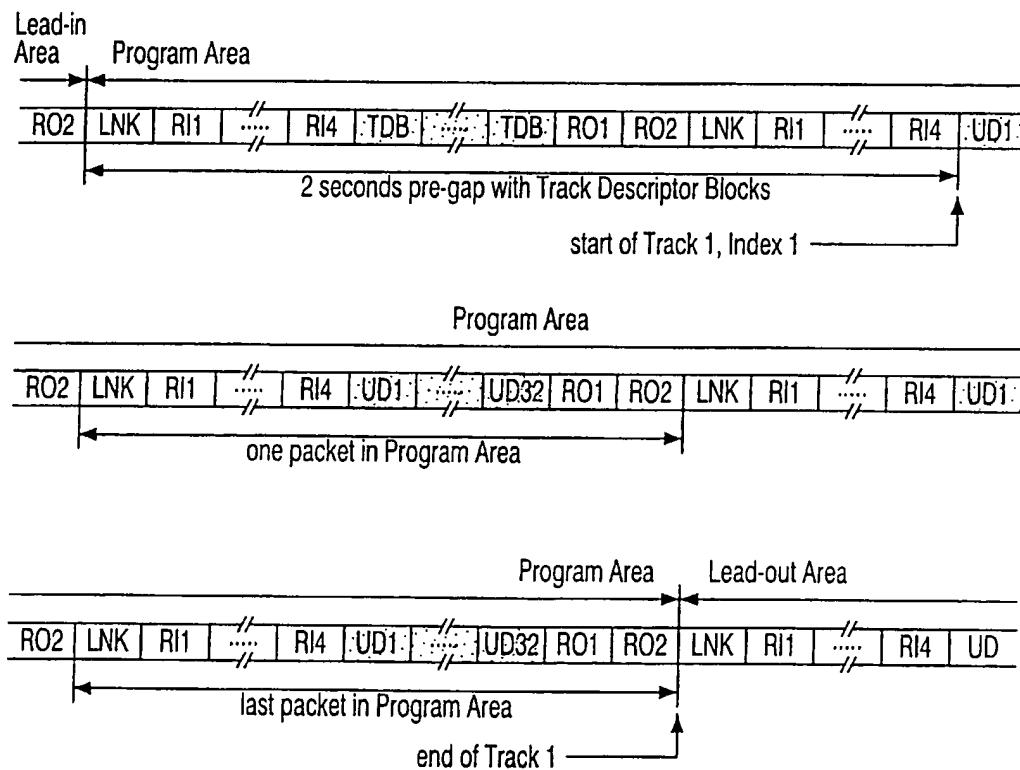 Lead-in
Area Program Area
RO2 LNK RI1 ..... RI4 TDB ..... TDB RO1 RO2 LNK RI1 ..... RI4 UD1
2 seconds pre-gap with Track Descriptor Blocks
start of Track 1, Index 1
Program Area
RO2 LNK RI1 ..... RI4 UD1 ..... UD32 RO1 RO2 LNK RI1 ..... RI4 UD1
one packet in Program Area
Program Area Lead-out Area
RO2 LNK RI1 ..... RI4 UD1 ..... UD32 RO1 RO2 LNK RI1 ..... RI4 UD
last packet in Program Area
end of Track 1